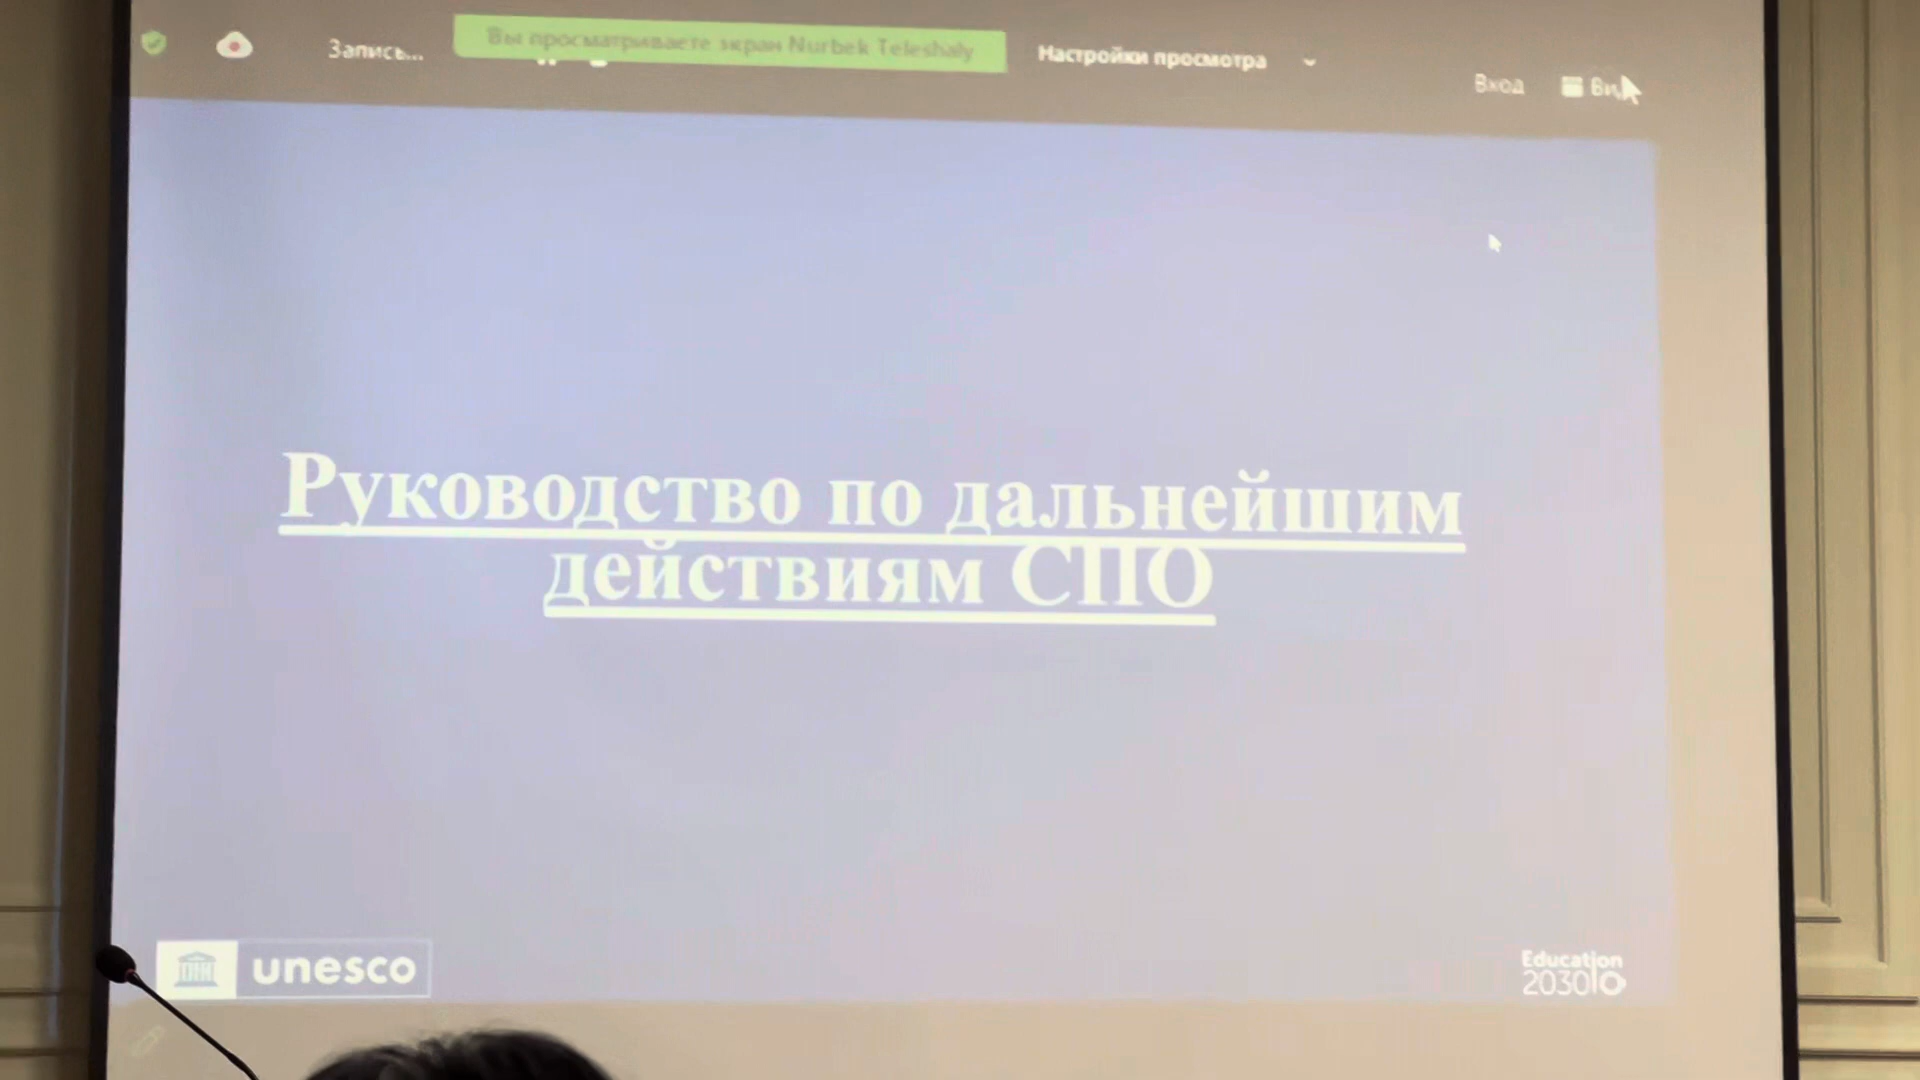 Запись...
Вы просматриваете экран Nurbek Teleshaly
Настройки просмотра
Вход
Руководство по дальнейшим
действиям СПО
unesco
Education
2030